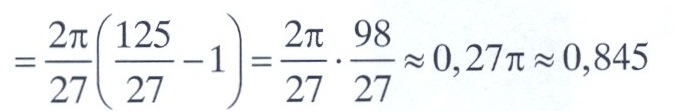 = 2π/27 (125/27 − 1) = 2π/27 · 98/27 ≈ 0,27π ≈ 0,845